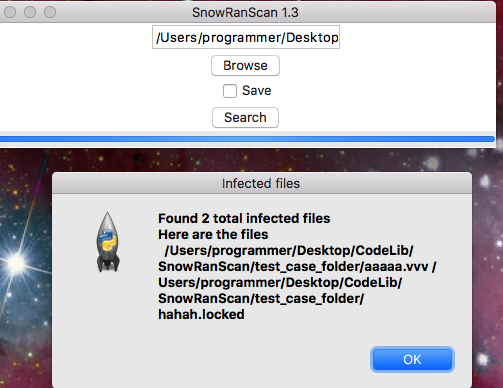 SnowRanScan 1.3
/Users/programmer/Desktop
Browse
Save
Search
Infected files
Found 2 total infected files
Here are the files
/Users/programmer/Desktop/CodeLib/
SnowRanScan/test_case_folder/aaaaa.vvv /
Users/programmer/Desktop/CodeLib/
SnowRanScan/test_case_folder/
hahah.locked
OK